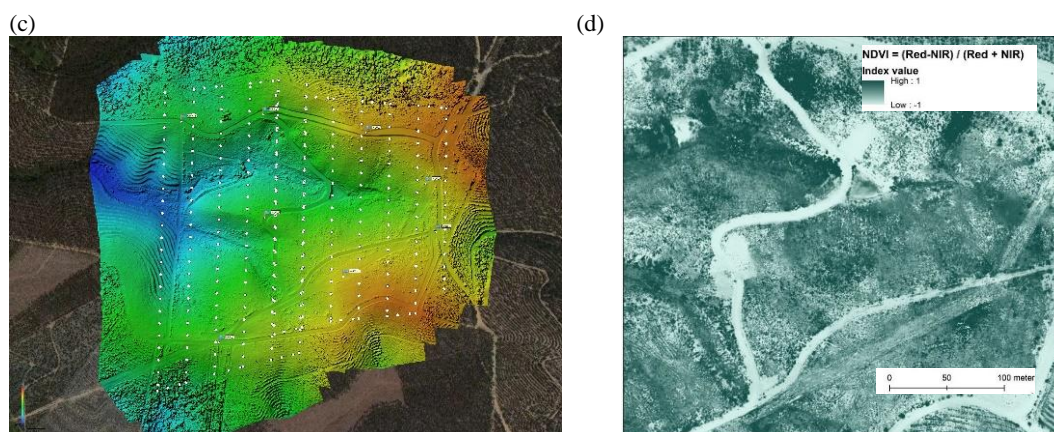 (c)
(d)
NDVI = (Red-NIR) / (Red + NIR)
Index value
High : 1
Low : -1
0 50 100 meter